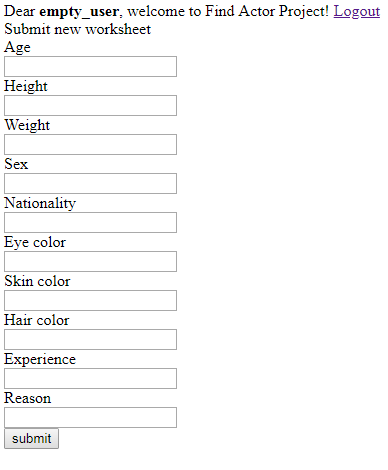 Dear empty_user, welcome to Find Actor Project! Logout
Submit new worksheet
Age
Height
Weight
Sex
Nationality
Eye color
Skin color
Hair color
Experience
Reason
submit